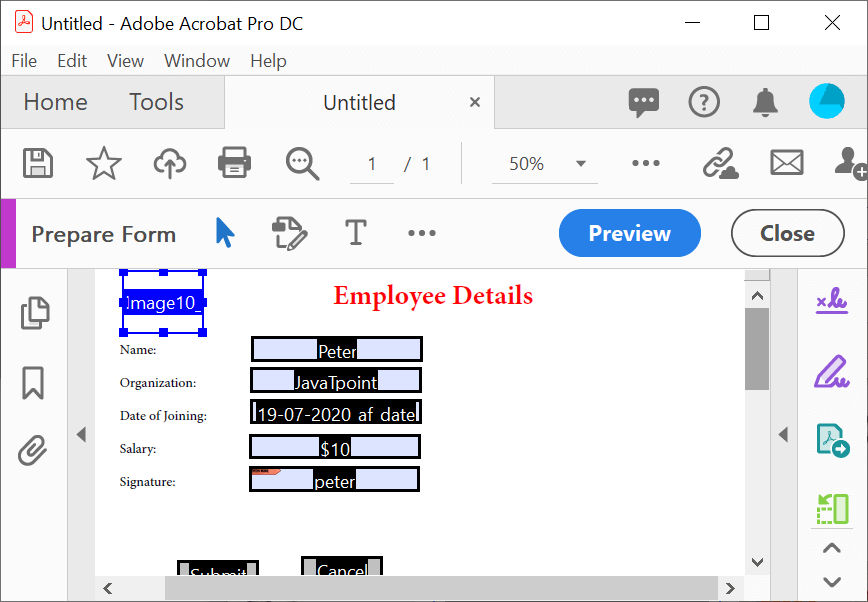 Untitled - Adobe Acrobat Pro DC
File Edit View Window Help
Home Tools Untitled ×
1 / 1 50%
Prepare Form Preview Close
Image10_
Employee Details
Name: Peter
Organization: JavaTpoint
Date of Joining: 19-07-2020 af_date
Salary: $10
Signature: peter
Submit Cancel